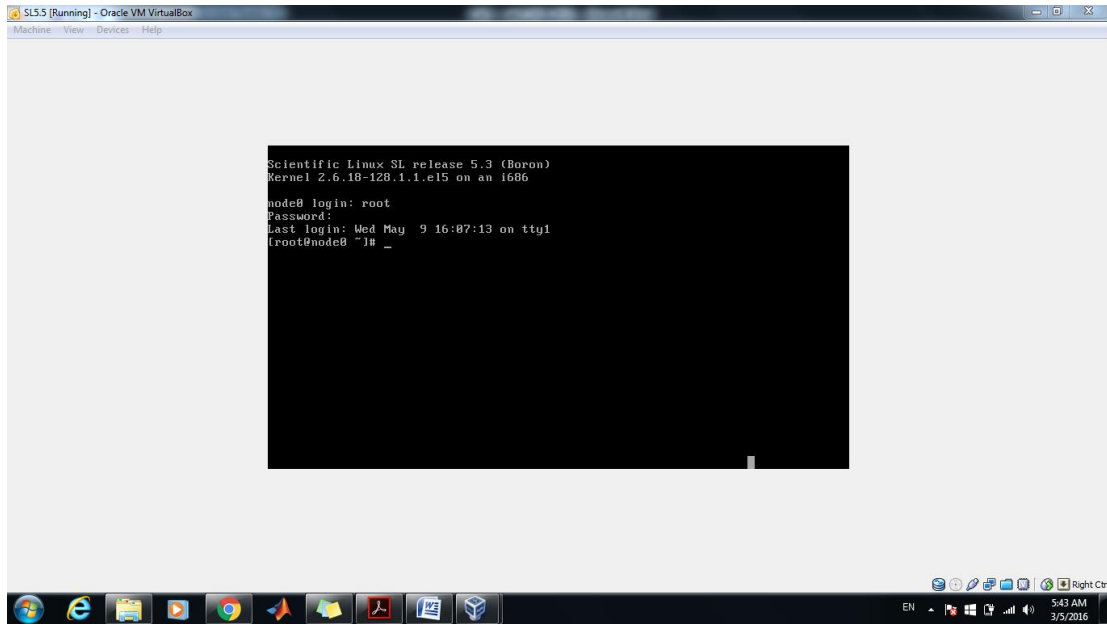 SL5.5 [Running] - Oracle VM VirtualBox
Machine View Devices Help
Scientific Linux SL release 5.3 (Boron)
Kernel 2.6.18-128.1.1.el5 on an i686
node0 login: root
Password:
Last login: Wed May  9 16:07:13 on tty1
[root@node0 ~]# _
Right Ctr
EN
5:43 AM
3/5/2016